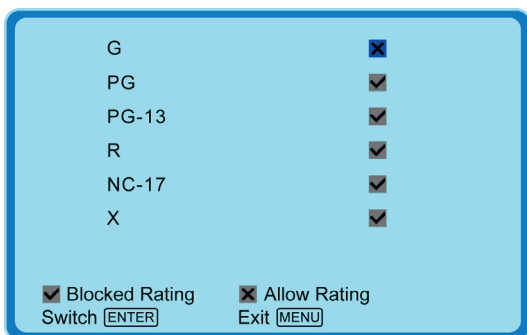 G
PG
PG-13
R
NC-17
X
Blocked Rating Allow Rating
Switch ENTER Exit MENU